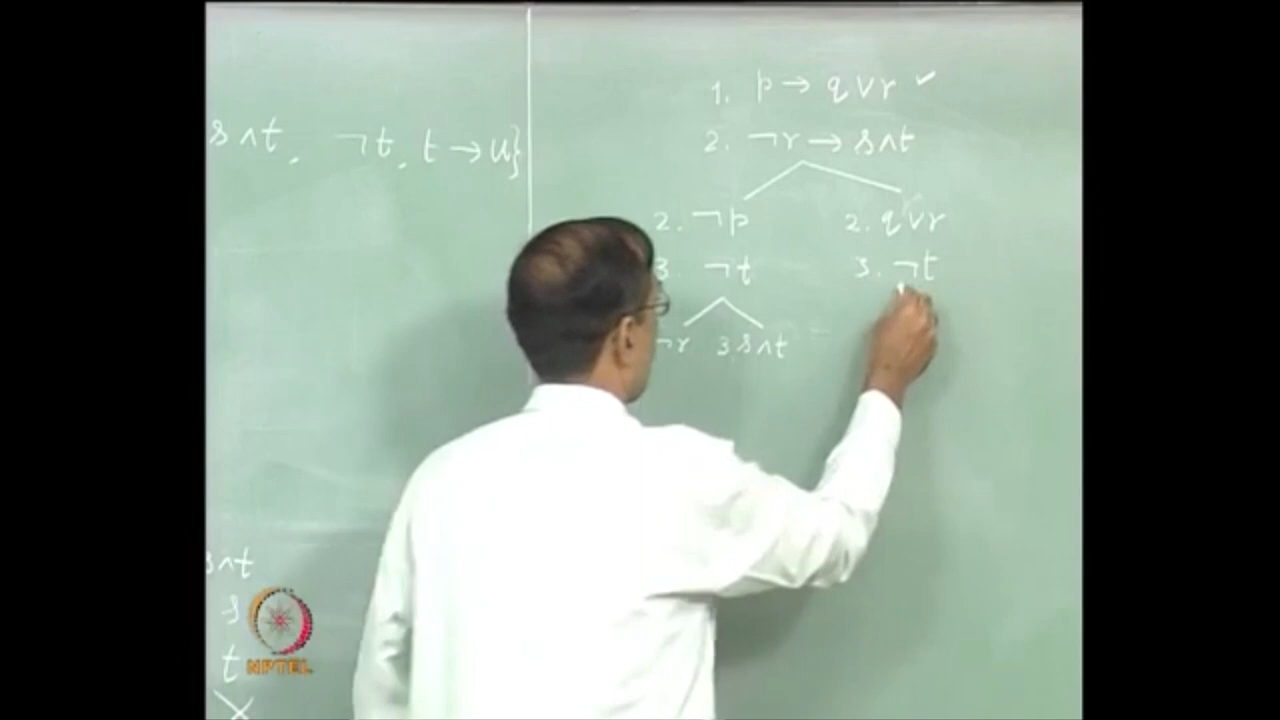 s∧t, ¬t, t → u}
1. p → q∨r ✓
2. ¬r → s∧t
2. ¬p 2. q∨r
3. ¬t 3. ¬t
¬r 3. s∧t
s∧t
s
t
×
NPTEL